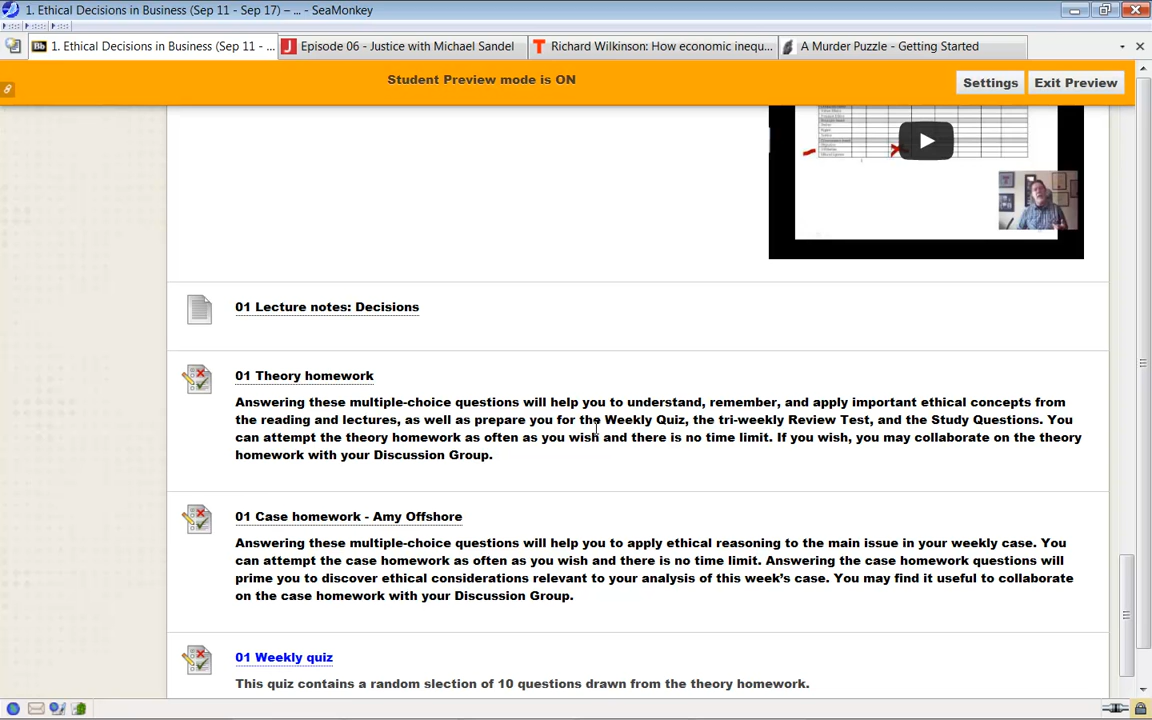 1. Ethical Decisions in Business (Sep 11 - Sep 17) – ... - SeaMonkey
Bb 1. Ethical Decisions in Business (Sep 11 - ...
J Episode 06 - Justice with Michael Sandel
T Richard Wilkinson: How economic inequ...
A Murder Puzzle - Getting Started
Student Preview mode is ON
Settings
Exit Preview
01 Lecture notes: Decisions
01 Theory homework
Answering these multiple-choice questions will help you to understand, remember, and apply important ethical concepts from
the reading and lectures, as well as prepare you for the Weekly Quiz, the tri-weekly Review Test, and the Study Questions. You
can attempt the theory homework as often as you wish and there is no time limit. If you wish, you may collaborate on the theory
homework with your Discussion Group.
01 Case homework - Amy Offshore
Answering these multiple-choice questions will help you to apply ethical reasoning to the main issue in your weekly case. You
can attempt the case homework as often as you wish and there is no time limit. Answering the case homework questions will
prime you to discover ethical considerations relevant to your analysis of this week’s case. You may find it useful to collaborate
on the case homework with your Discussion Group.
01 Weekly quiz
This quiz contains a random slection of 10 questions drawn from the theory homework.